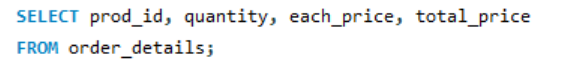 SELECT prod_id, quantity, each_price, total_price
FROM order_details;